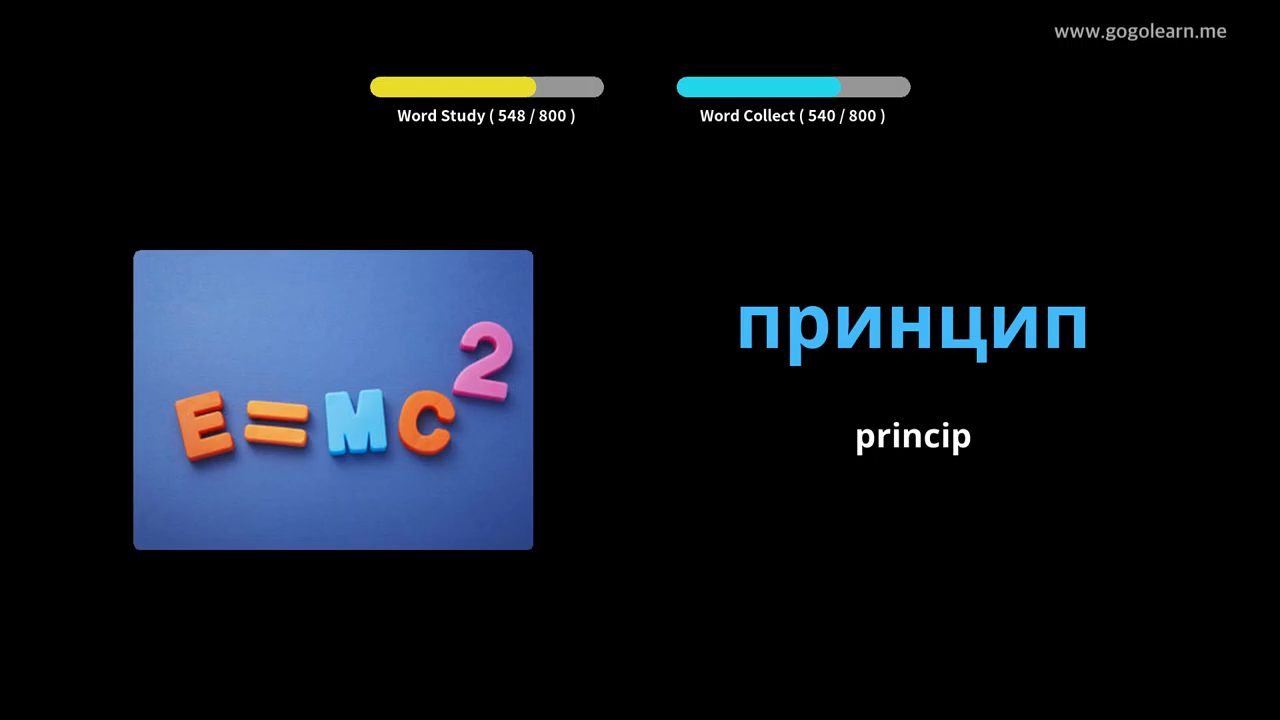 www.gogolearn.me
Word Study ( 548 / 800 )
Word Collect ( 540 / 800 )
E=MC2
принцип
princip